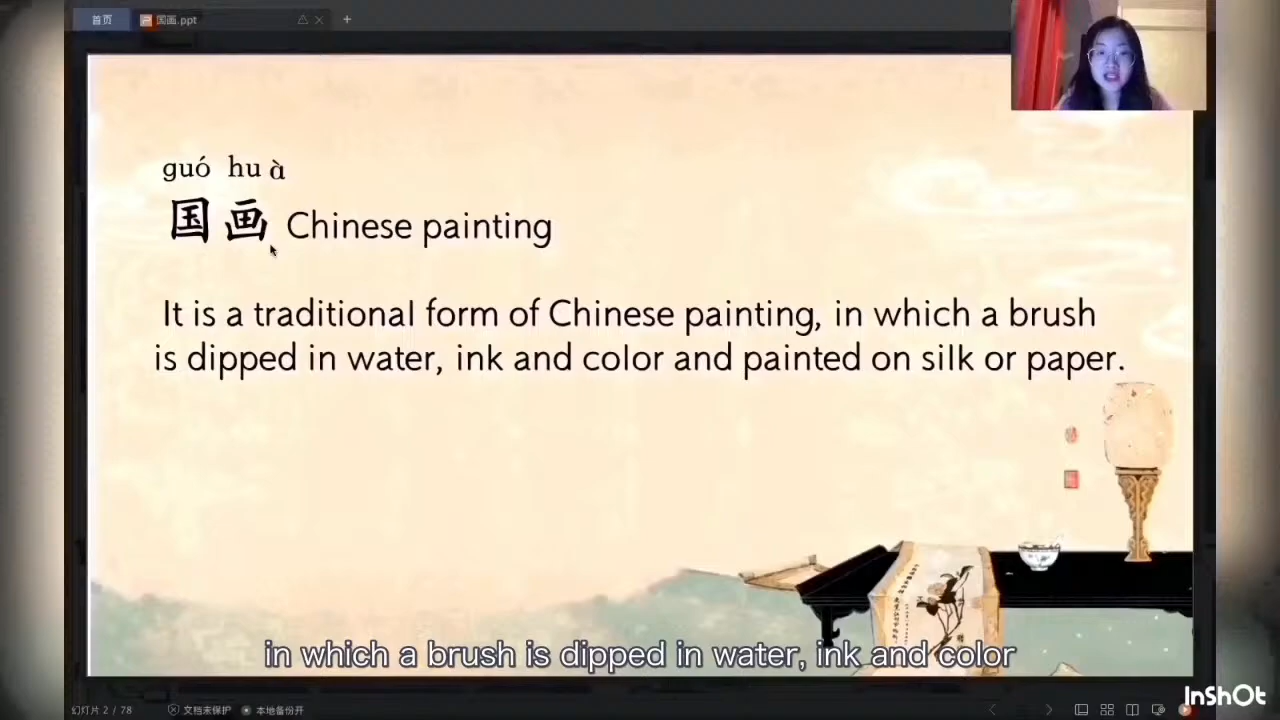 首页
国画.ppt
guó huà
国画 Chinese painting
It is a traditional form of Chinese painting, in which a brush
is dipped in water, ink and color and painted on silk or paper.
in which a brush is dipped in water, ink and color
幻灯片 2 / 78
文档未保护
本地备份开
InShOt